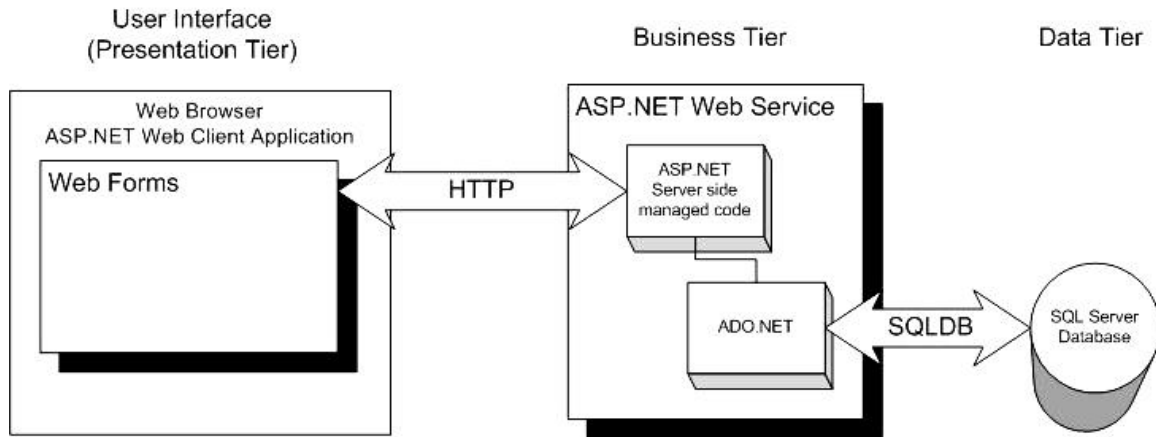 User Interface
(Presentation Tier)
Business Tier
Data Tier
Web Browser
ASP.NET Web Client Application
Web Forms
HTTP
ASP.NET Web Service
ASP.NET
Server side
managed code
ADO.NET
SQLDB
SQL Server
Database